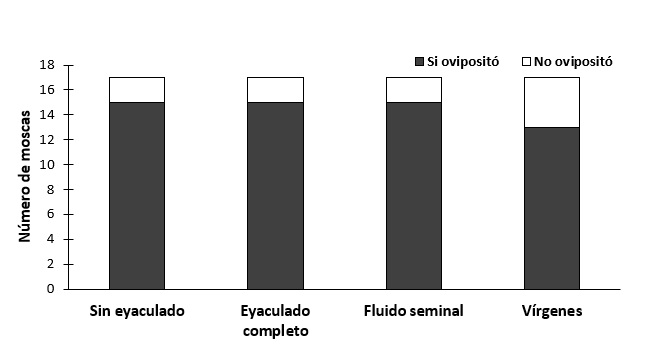 Si ovipositó No ovipositó
Número de moscas
18
16
14
12
10
8
6
4
2
0
Sin eyaculado
Eyaculado
completo
Fluido seminal
Vírgenes